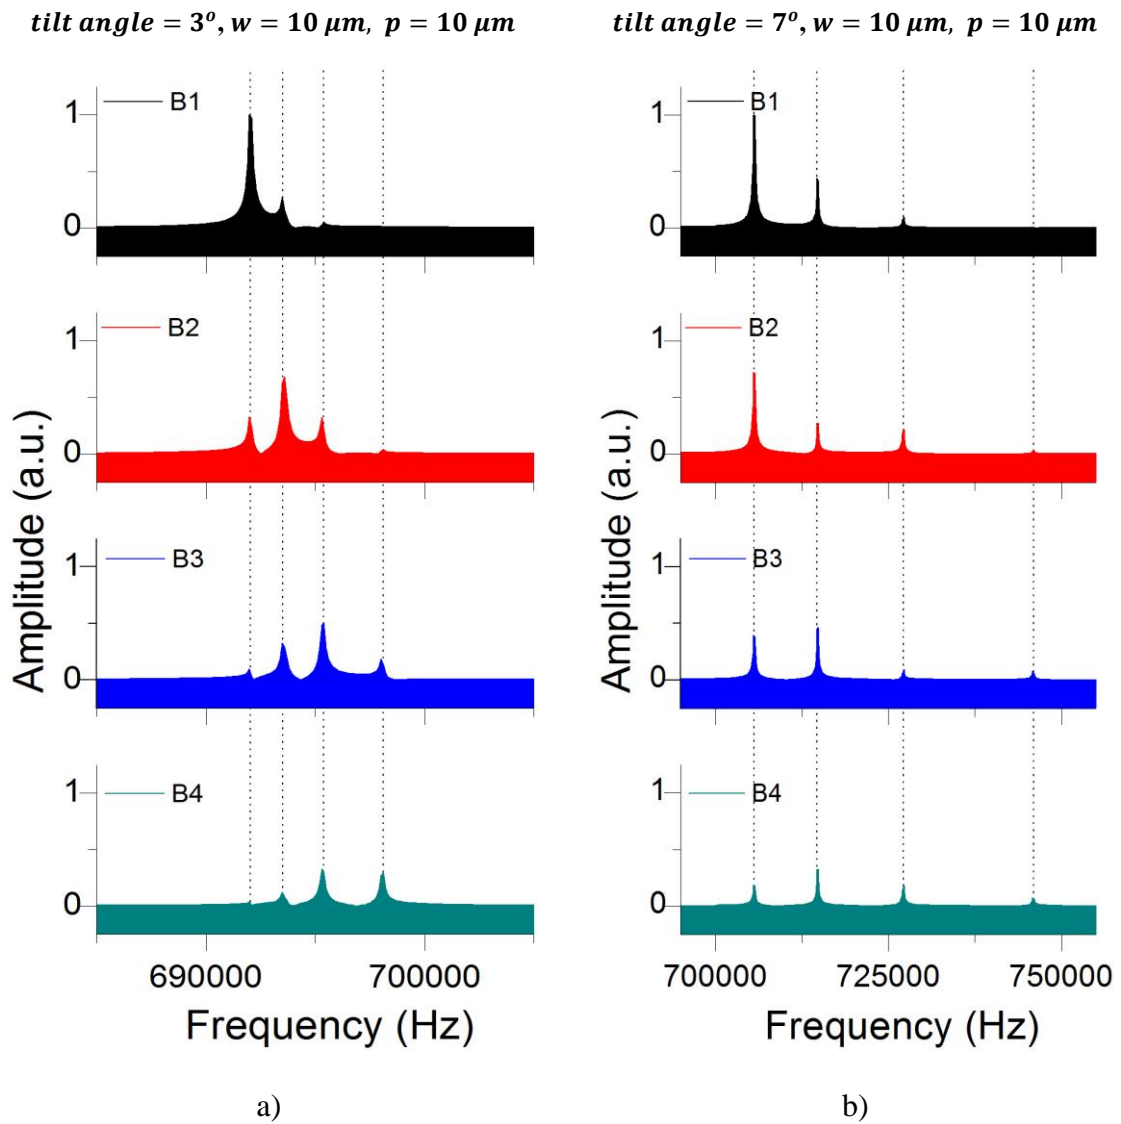 tilt angle = 3°, w = 10 μm, p = 10 μm
1
B1
0
1
B2
0
1
B3
0
1
B4
0
Amplitude (a.u.)
690000 700000
Frequency (Hz)
a)
tilt angle = 7°, w = 10 μm, p = 10 μm
1
B1
0
1
B2
0
1
B3
0
1
B4
0
Amplitude (a.u.)
700000 725000 750000
Frequency (Hz)
b)